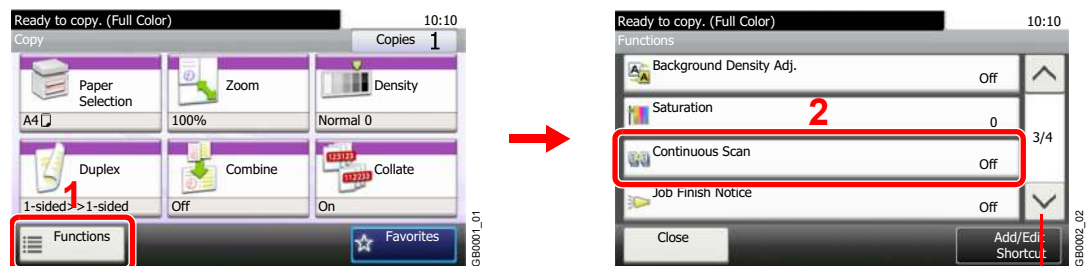 Ready to copy. (Full Color)
10:10
Copy
Copies 1
Paper
Selection
A4
Zoom
100%
Density
Normal 0
Duplex
1-sided>>1-sided
Combine
Off
Collate
123123
112233
On
1
Functions
Favorites
GB0001_01
Ready to copy. (Full Color)
10:10
Functions
Background Density Adj.
Off
Saturation
0
2
3/4
Continuous Scan
Off
Job Finish Notice
Off
Close
Add/Edit
Shortcut
GB0002_02